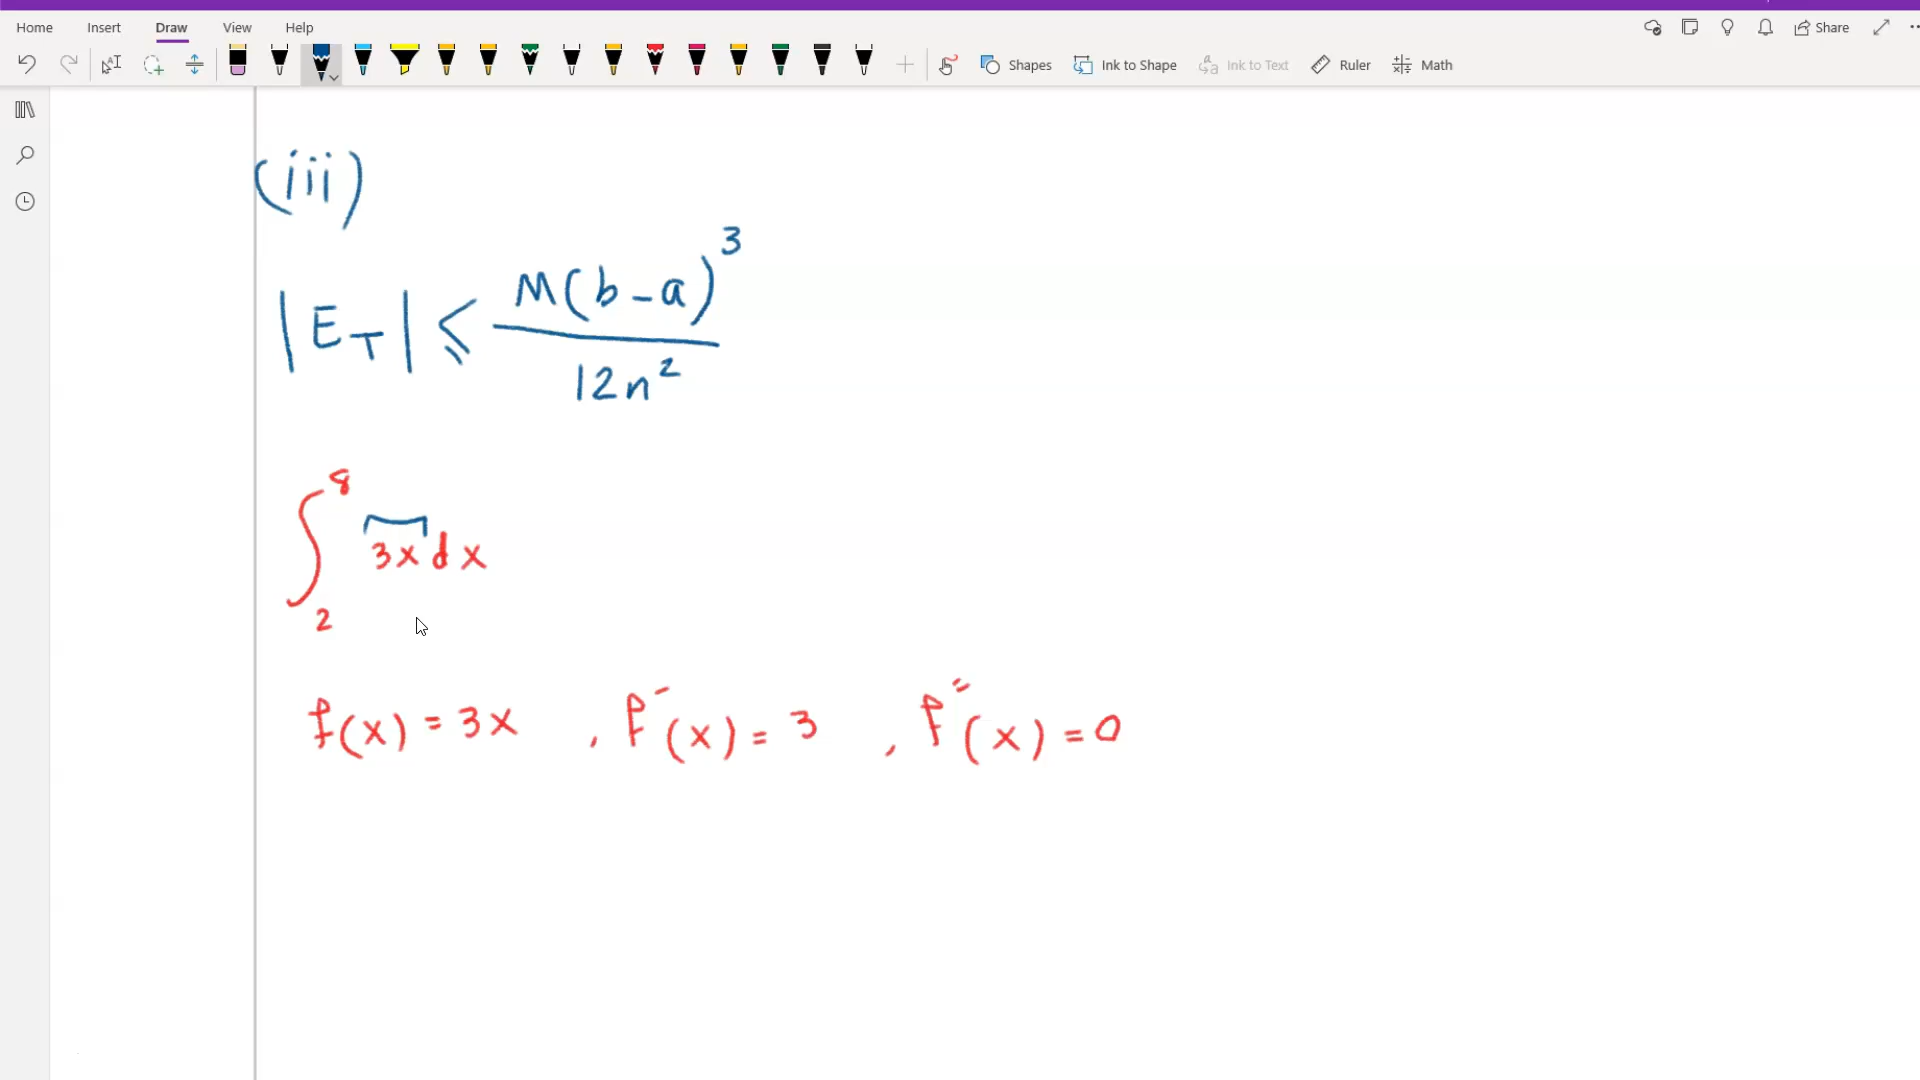 Home Insert Draw View Help Share
Shapes Ink to Shape Ink to Text Ruler Math
(iii)
|E_T| ≤ M(b-a)^3 / 12n^2
∫_2^8 3x dx
f(x) = 3x , f'(x) = 3 , f''(x) = 0